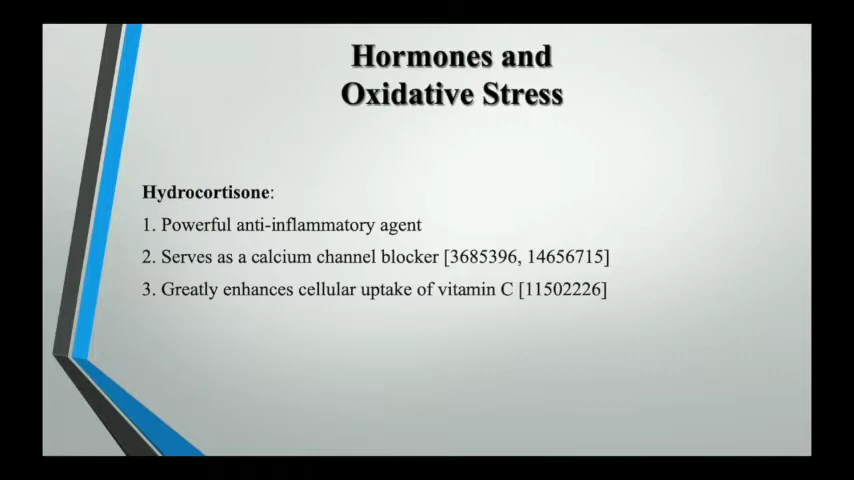 Hormones and
Oxidative Stress
Hydrocortisone:
1. Powerful anti-inflammatory agent
2. Serves as a calcium channel blocker [3685396, 14656715]
3. Greatly enhances cellular uptake of vitamin C [11502226]